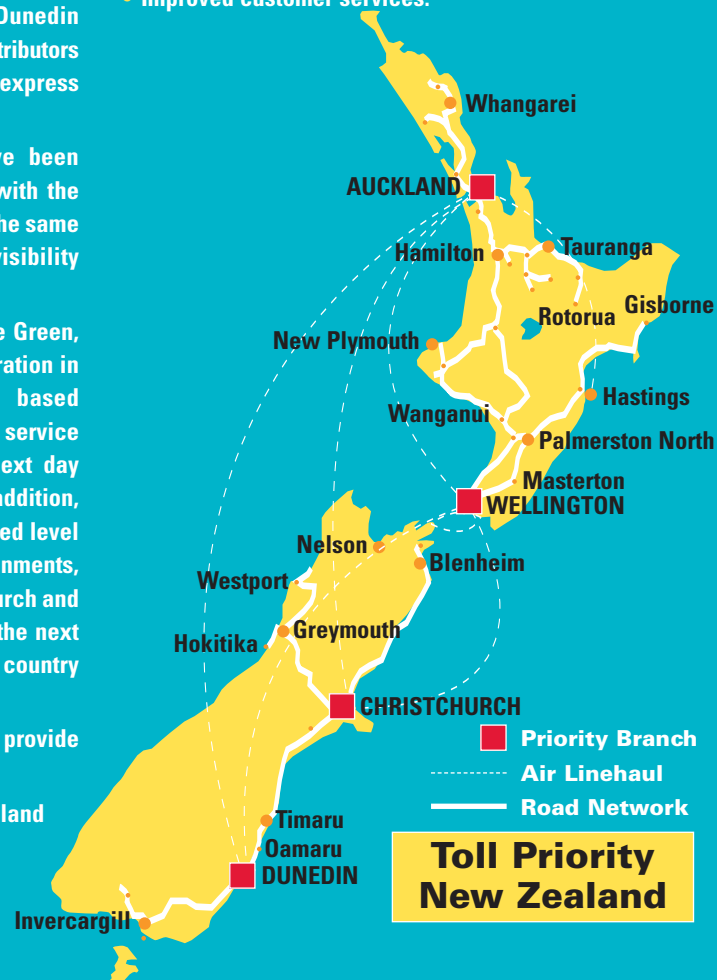 Dunedin
tributors
express
ve been
with the
he same
visibility
e Green,
ration in
based
service
ext day
addition,
ed level
nments,
urch and
the next
country
provide
land
improved customer services.
Whangarei
AUCKLAND
Hamilton
Tauranga
Rotorua
Gisborne
New Plymouth
Hastings
Wanganui
Palmerston North
Masterton
WELLINGTON
Nelson
Blenheim
Westport
Greymouth
Hokitika
CHRISTCHURCH
Priority Branch
Air Linehaul
Road Network
Timaru
Oamaru
DUNEDIN
Invercargill
Toll Priority
New Zealand